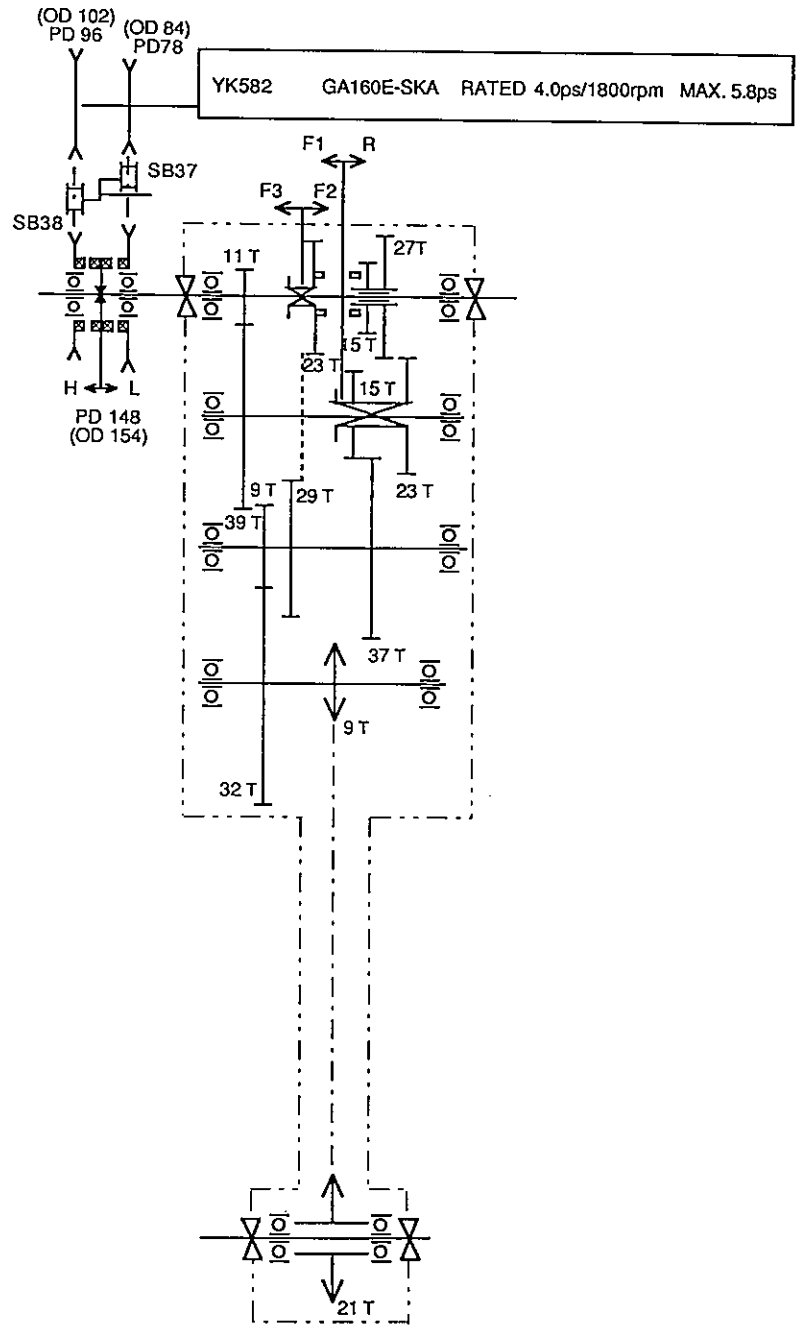 (OD 102)
PD 96
(OD 84)
PD78
YK582 GA160E-SKA RATED 4.0ps/1800rpm MAX. 5.8ps
SB37
SB38
F1 R
F3 F2
11 T
27T
15 T
23 T
15 T
H L
PD 148
(OD 154)
9 T
29 T
23 T
39 T
37 T
9 T
32 T
21 T